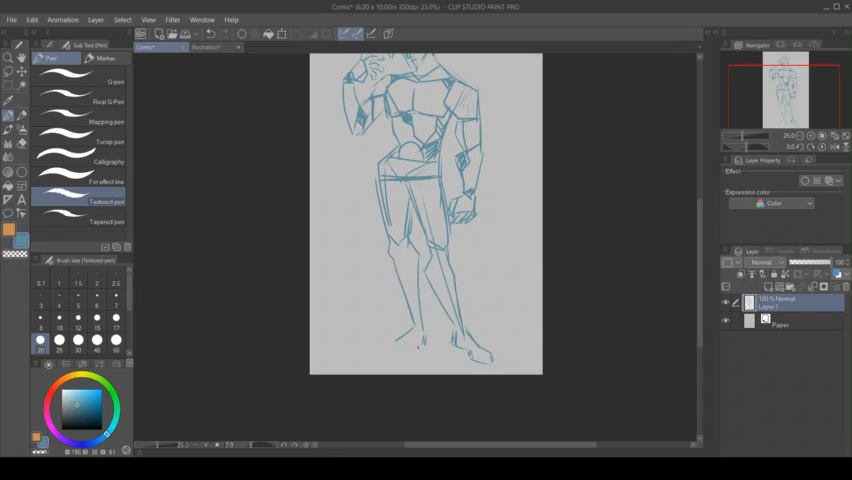 Comic* (6.00 x 10.00in 350dpi 25.0%) - CLIP STUDIO PAINT PRO
File Edit Animation Layer Select View Filter Window Help
Sub Tool (Pen)
Comic*
Illustration*
Navigator
Pen
Marker
G-pen
Real G-Pen
Mapping pen
Turnip pen
Calligraphy
For effect line
Textured pen
Tapered pen
25.0
0.0
Layer Property
Effect
Expression color
Color
Brush size (Textured pen)
0.7 1 1.5 2 2.5
3 4 5 6 7
8 10 12 15 17
20 25 30 40 50
Layer
Normal 100
100 % Normal
Layer 1
Paper
25.0
0.0